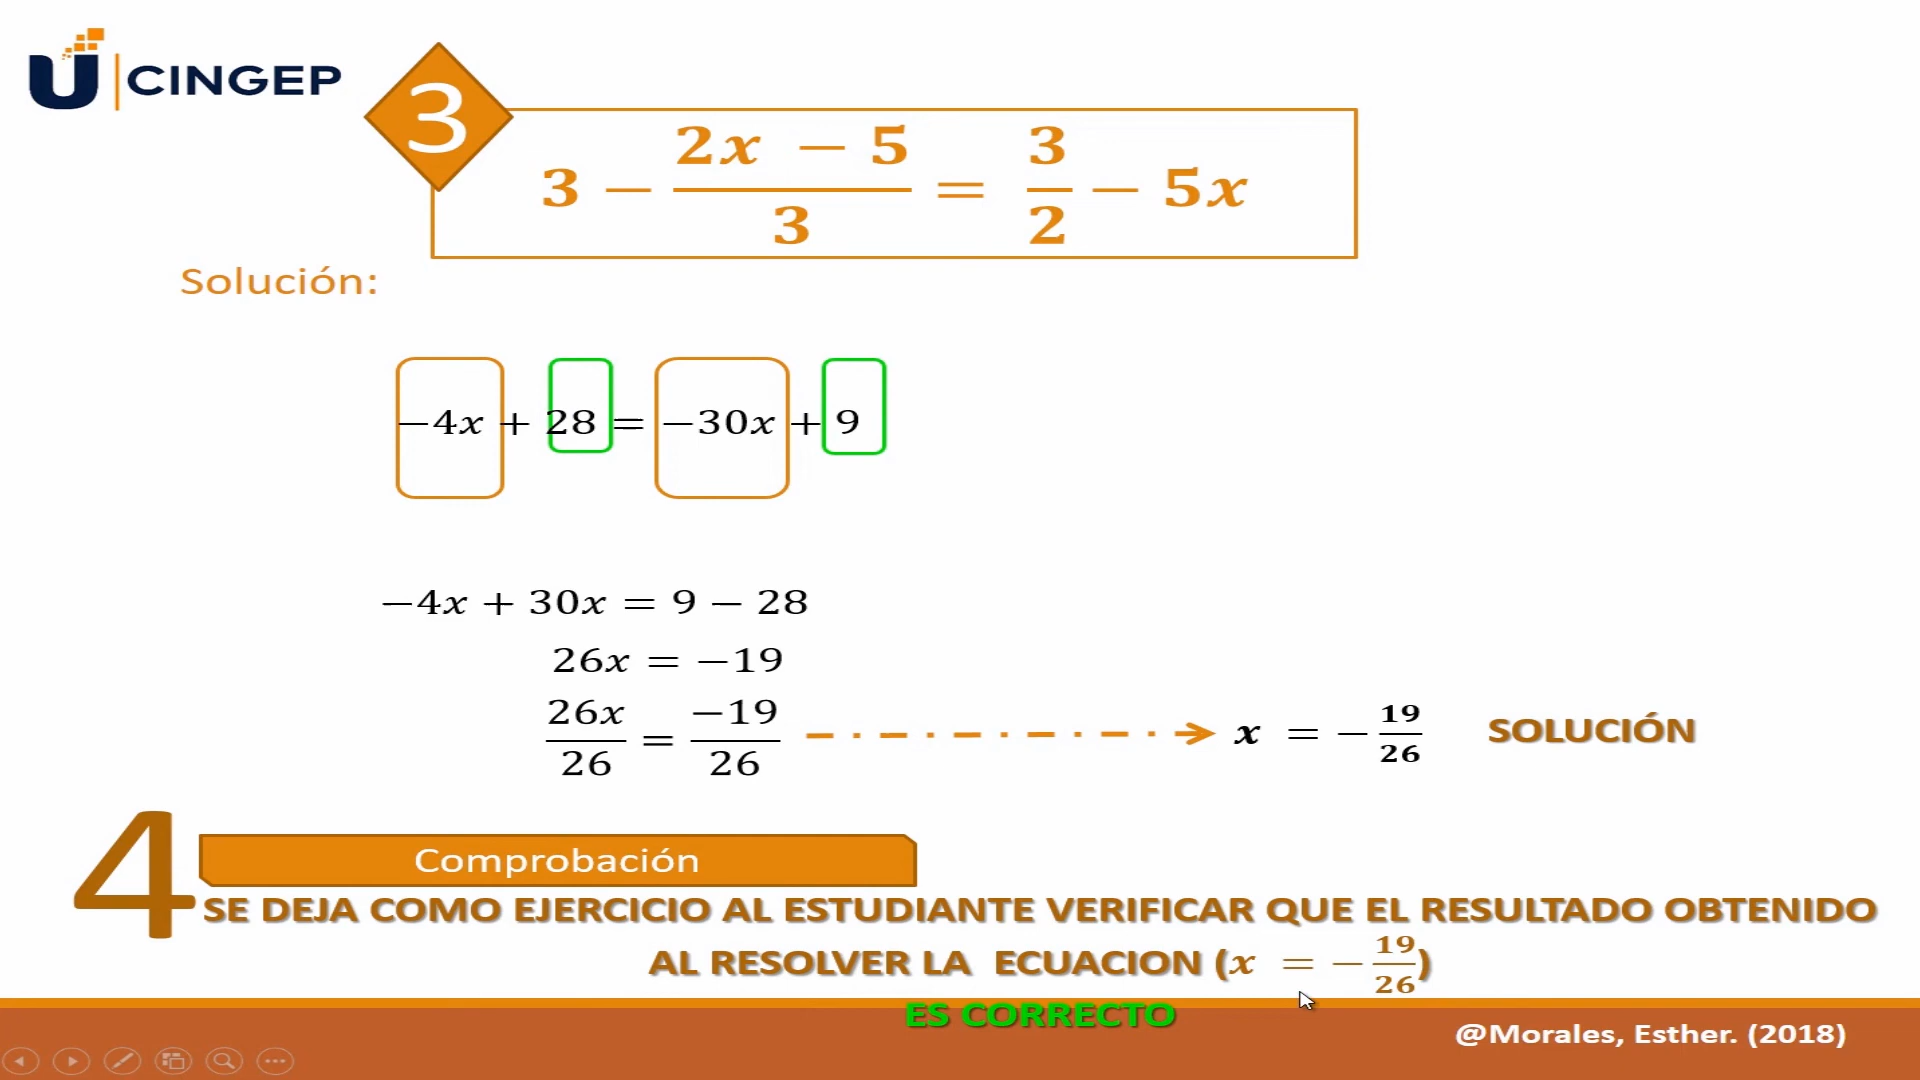 U CINGEP
3
3 − (2x − 5)/3 = 3/2 − 5x
Solución:
−4x + 28 = −30x + 9
−4x + 30x = 9 − 28
26x = −19
26x/26 = −19/26
x = −19/26 SOLUCIÓN
4 Comprobación
SE DEJA COMO EJERCICIO AL ESTUDIANTE VERIFICAR QUE EL RESULTADO OBTENIDO
AL RESOLVER LA ECUACION (x = −19/26)
ES CORRECTO
@Morales, Esther. (2018)